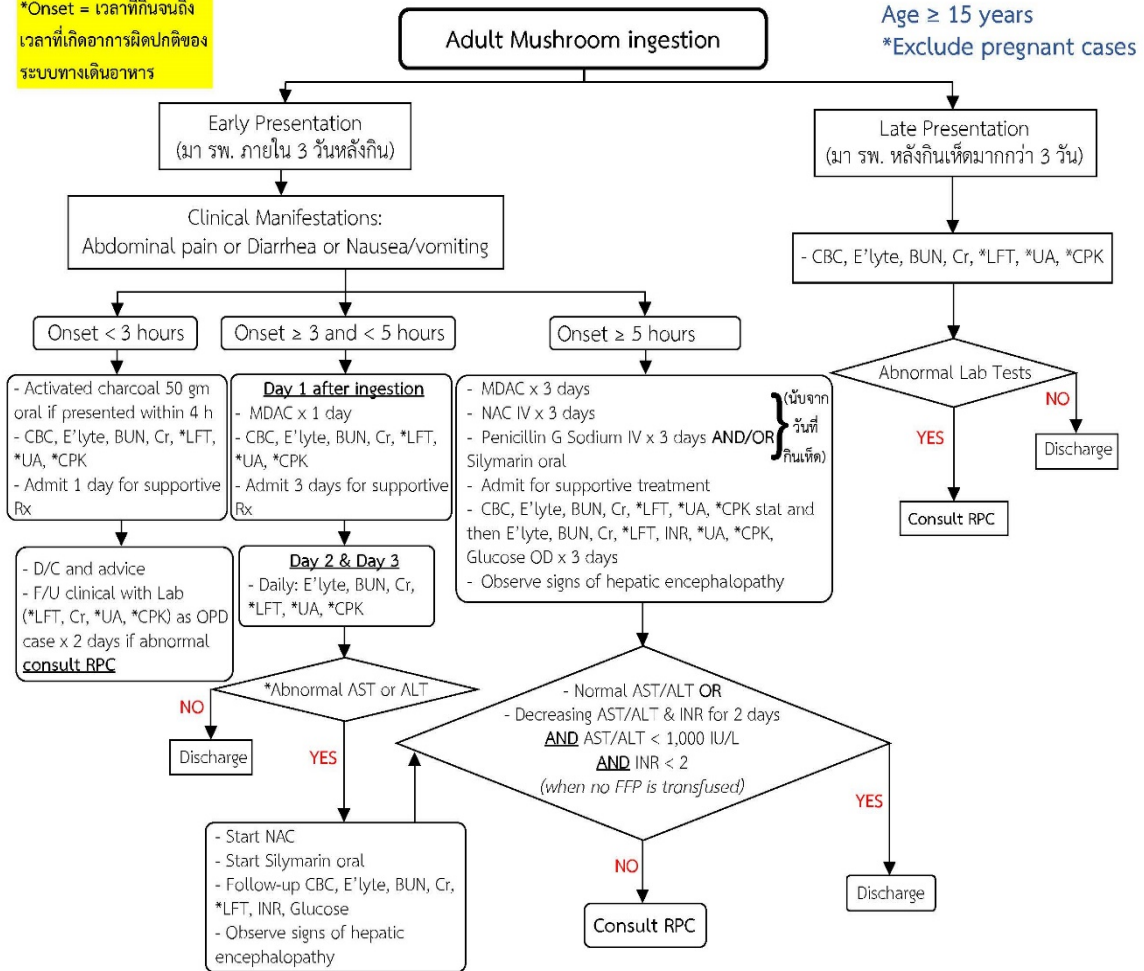 *Onset = เวลาที่กินจนถึง
เวลาที่เกิดอาการผิดปกติของ
ระบบทางเดินอาหาร
Adult Mushroom ingestion
Age ≥ 15 years
*Exclude pregnant cases
Early Presentation
(มา รพ. ภายใน 3 วันหลังกิน)
Late Presentation
(มา รพ. หลังกินเห็ดมากกว่า 3 วัน)
Clinical Manifestations:
Abdominal pain or Diarrhea or Nausea/vomiting
- CBC, E'lyte, BUN, Cr, *LFT, *UA, *CPK
Onset < 3 hours
Onset ≥ 3 and < 5 hours
Onset ≥ 5 hours
Abnormal Lab Tests
NO
Discharge
YES
Consult RPC
- Activated charcoal 50 gm
oral if presented within 4 h
- CBC, E'lyte, BUN, Cr, *LFT,
*UA, *CPK
- Admit 1 day for supportive
Rx
- D/C and advice
- F/U clinical with Lab
(*LFT, Cr, *UA, *CPK) as OPD
case x 2 days if abnormal
consult RPC
Day 1 after ingestion
- MDAC x 1 day
- CBC, E'lyte, BUN, Cr, *LFT,
*UA, *CPK
- Admit 3 days for supportive
Rx
Day 2 & Day 3
- Daily: E'lyte, BUN, Cr,
*LFT, *UA, *CPK
*Abnormal AST or ALT
NO
Discharge
YES
- Start NAC
- Start Silymarin oral
- Follow-up CBC, E'lyte, BUN, Cr,
*LFT, INR, Glucose
- Observe signs of hepatic
encephalopathy
- MDAC x 3 days
- NAC IV x 3 days
- Penicillin G Sodium IV x 3 days AND/OR
Silymarin oral
(นับจาก
วันที่
กินเห็ด)
- Admit for supportive treatment
- CBC, E'lyle, BUN, Cr, *LFT, *UA, *CPK stat and
then E'lyte, BUN, Cr, *LFT, INR, *UA, *CPK,
Glucose OD x 3 days
- Observe signs of hepatic encephalopathy
- Normal AST/ALT OR
- Decreasing AST/ALT & INR for 2 days
AND AST/ALT < 1,000 IU/L
AND INR < 2
(when no FFP is transfused)
YES
Discharge
NO
Consult RPC